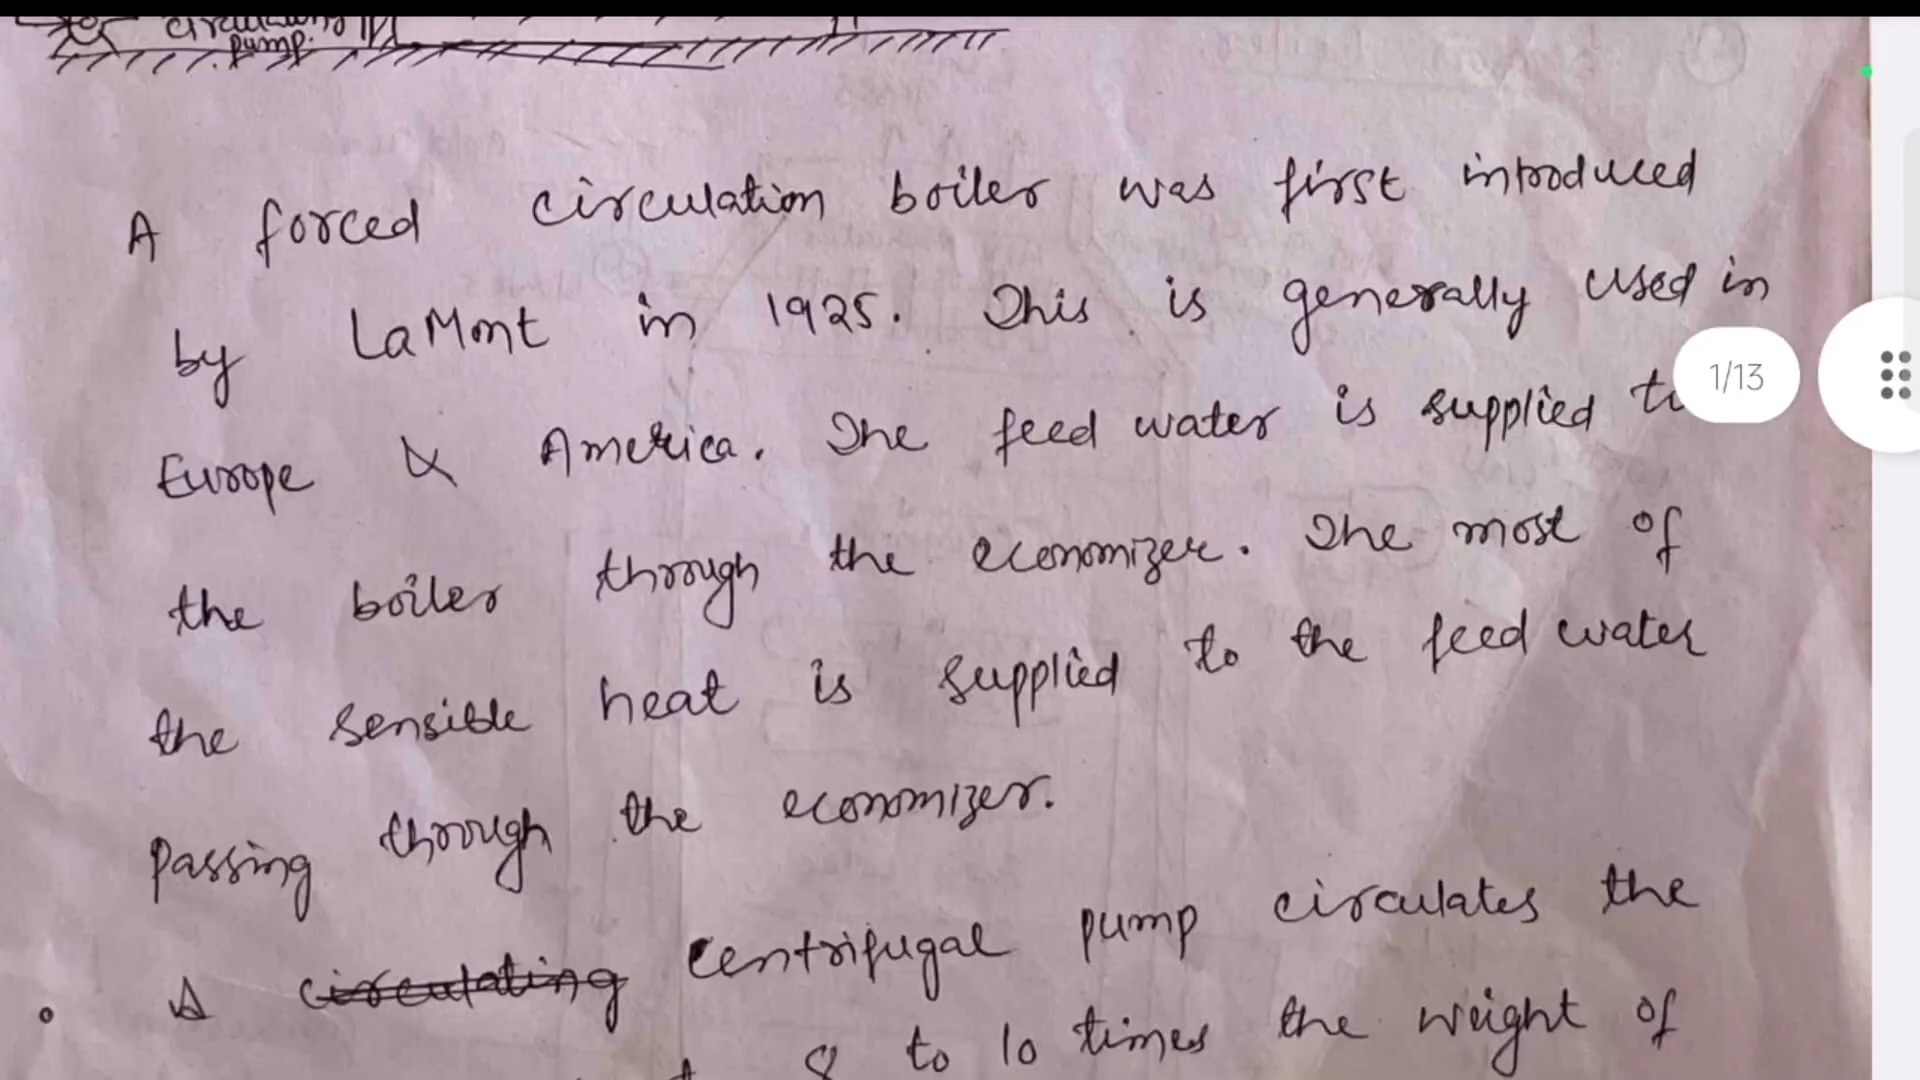 circulating
pump.
A forced circulation boiler was first introduced
by LaMont in 1925. This is generally used in
Europe & America. The feed water is supplied to
1/13
the boiler through the economizer. The most of
the sensible heat is supplied to the feed water
passing through the economizer.
A circulating centrifugal pump circulates the
8 to 10 times the weight of